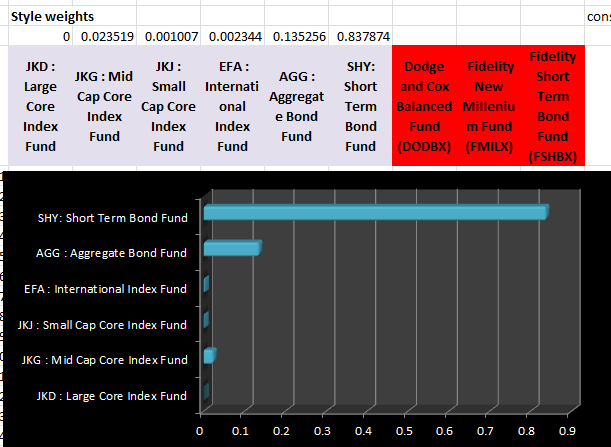 Style weights
cons
0 0.023519 0.001007 0.002344 0.135256 0.837874
JKD :
Large
Core
Index
Fund
JKG : Mid
Cap Core
Index
Fund
JKJ :
Small
Cap Core
Index
Fund
EFA :
Internati
onal
Index
Fund
AGG :
Aggregat
e Bond
Fund
SHY:
Short
Term
Bond
Fund
Dodge
and Cox
Balanced
Fund
(DODBX)
Fidelity
New
Milleniu
m Fund
(FMILX)
Fidelity
Short
Term
Bond
Fund
(FSHBX)
SHY: Short Term Bond Fund
AGG : Aggregate Bond Fund
EFA : International Index Fund
JKJ : Small Cap Core Index Fund
JKG : Mid Cap Core Index Fund
JKD : Large Core Index Fund
0 0.1 0.2 0.3 0.4 0.5 0.6 0.7 0.8 0.9